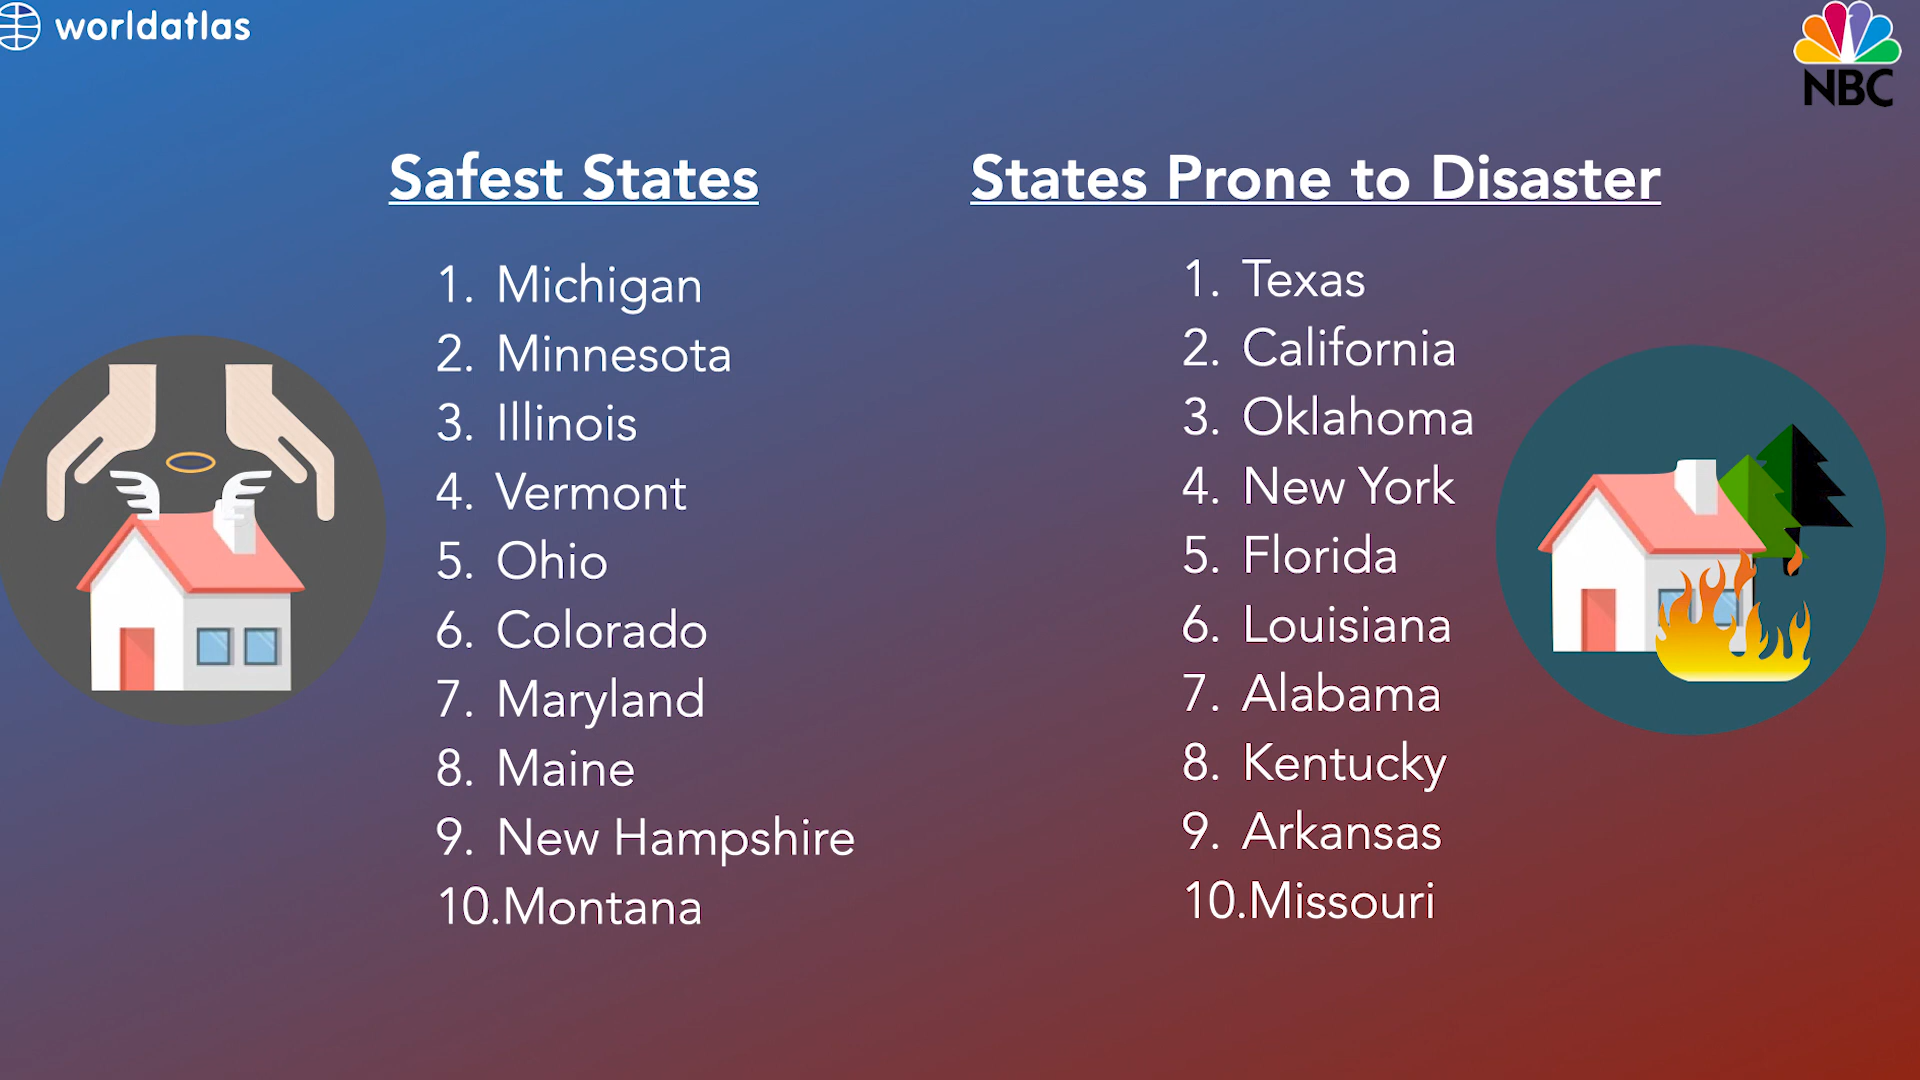 worldatlas
NBC
Safest States
1. Michigan
2. Minnesota
3. Illinois
4. Vermont
5. Ohio
6. Colorado
7. Maryland
8. Maine
9. New Hampshire
10.Montana
States Prone to Disaster
1. Texas
2. California
3. Oklahoma
4. New York
5. Florida
6. Louisiana
7. Alabama
8. Kentucky
9. Arkansas
10.Missouri